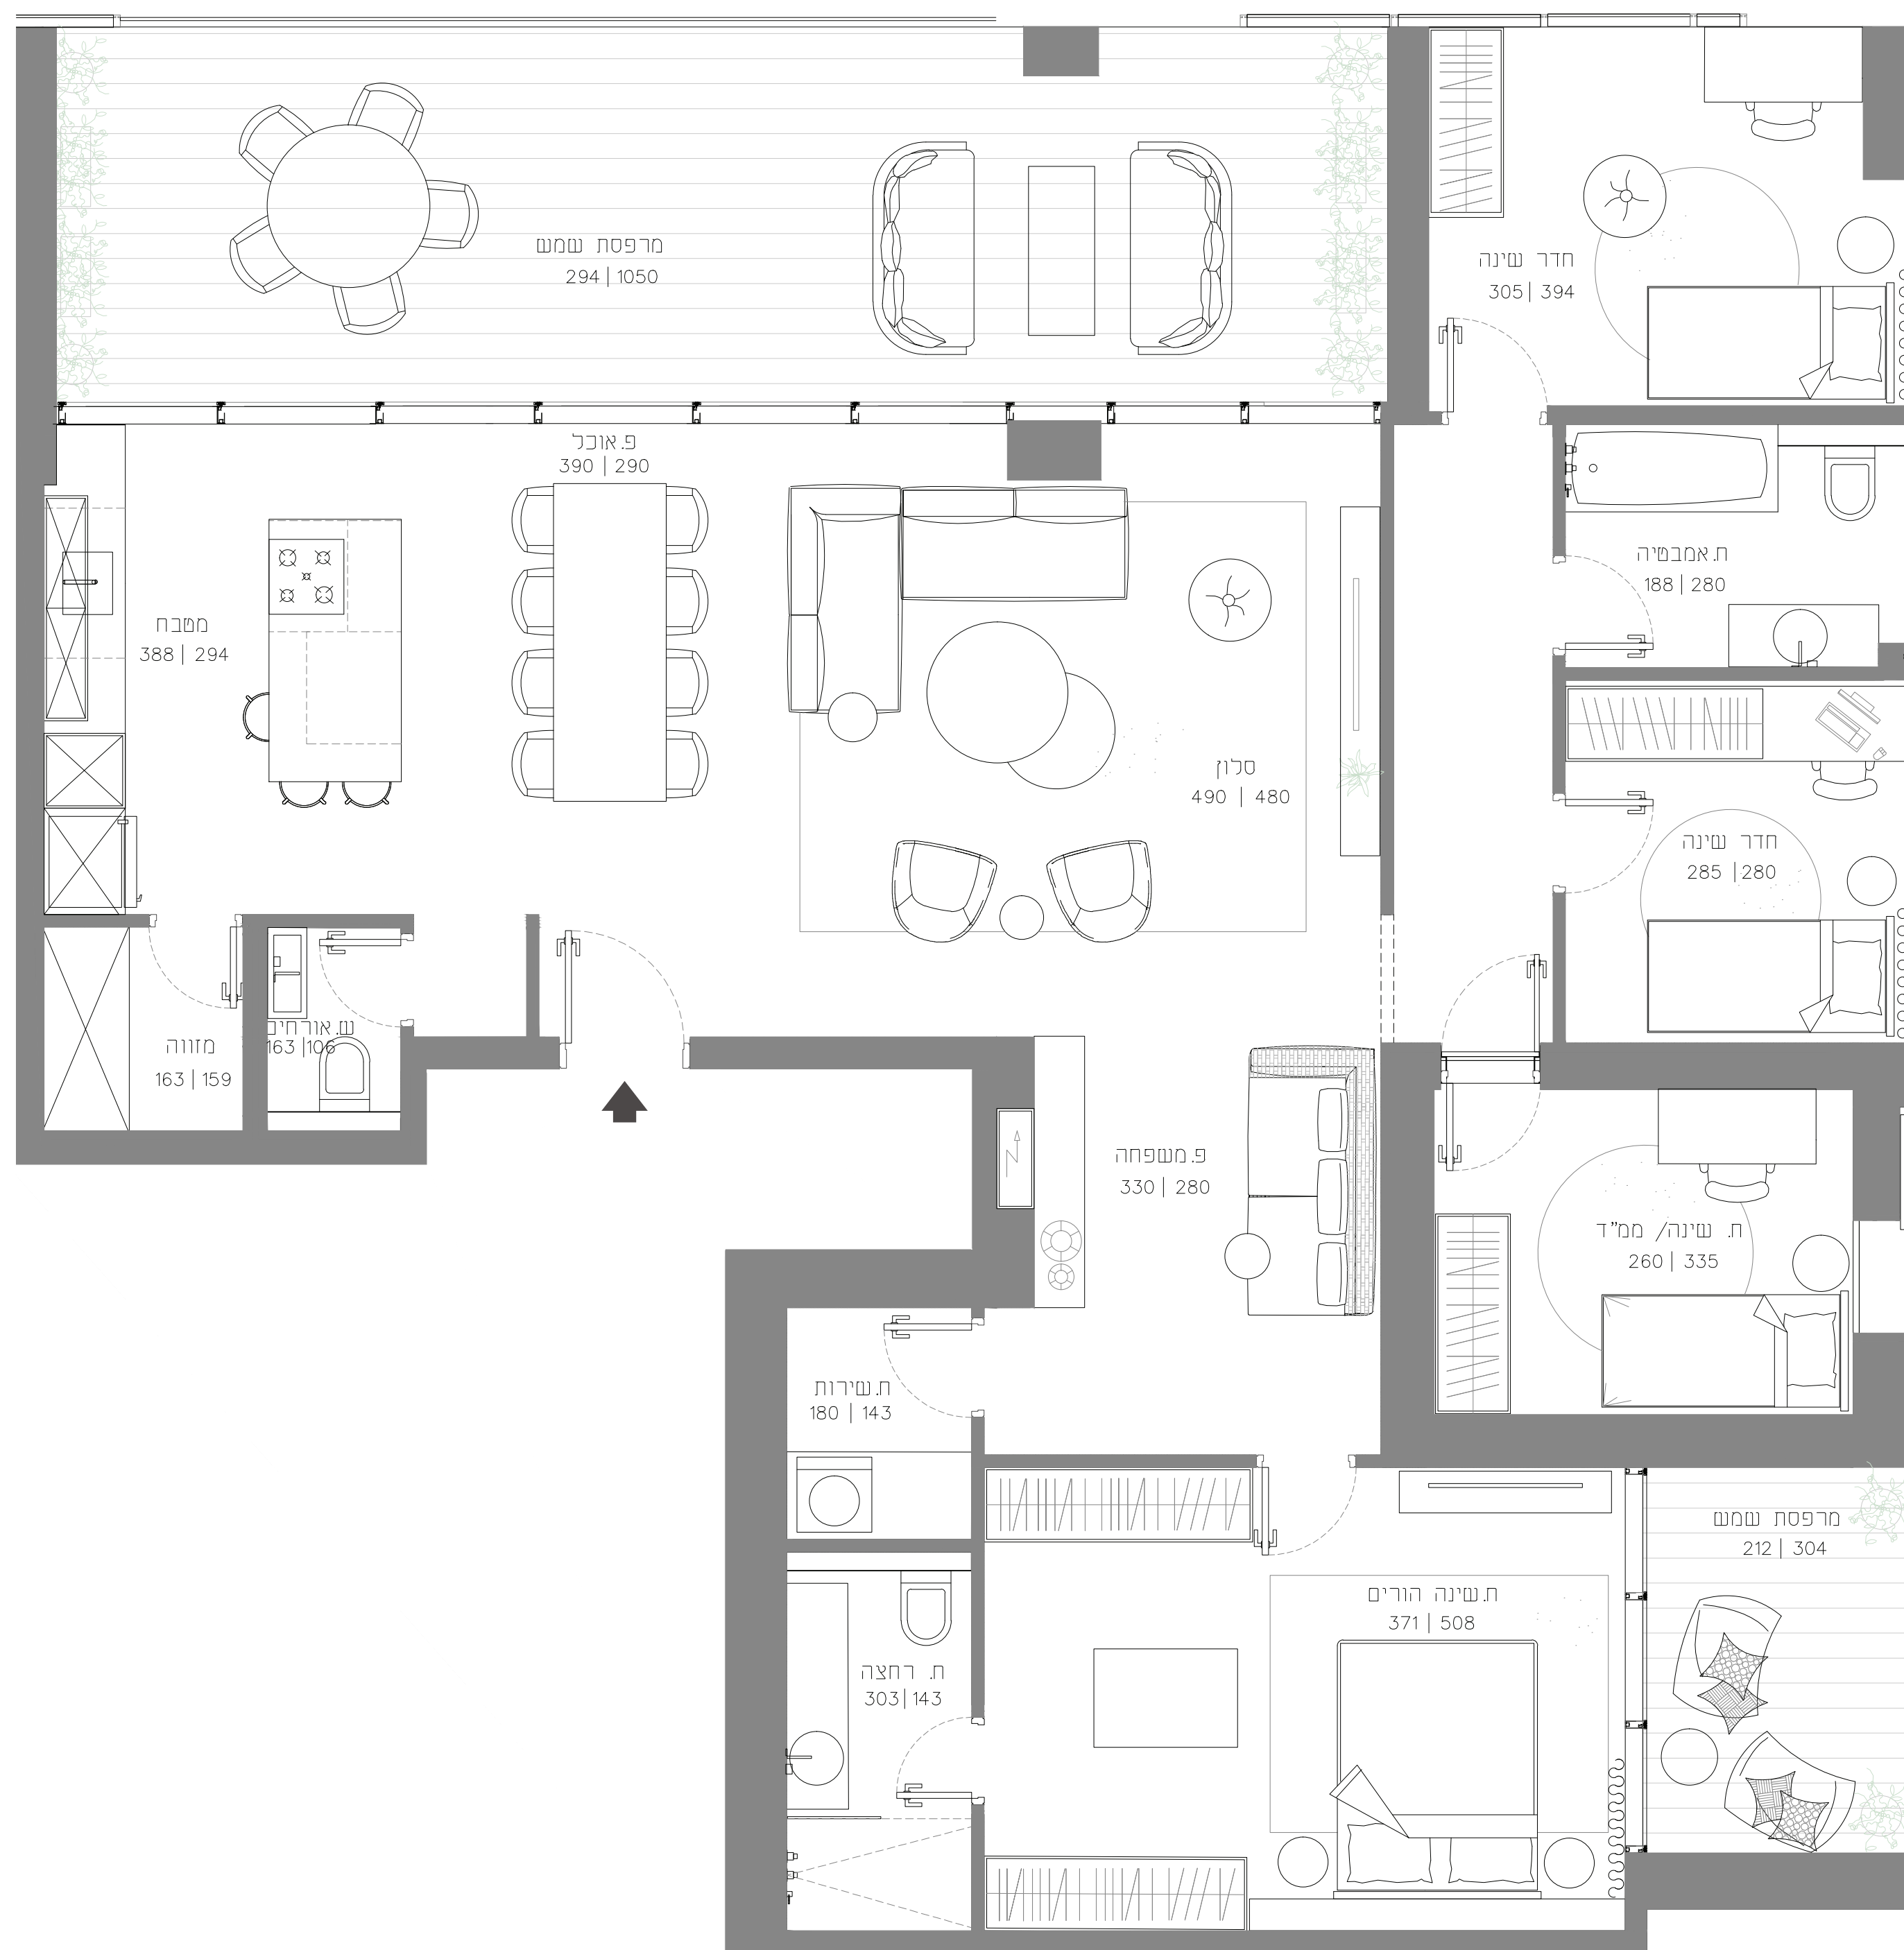 מרפסת שמש
294|1050
חדר שינה
305|394
פ.אוכל
390|290
ח.אמבטיה
188|280
מטבח
388|294
סלון
490|480
חדר שינה
285|280
ש.אורחים
163|106
מזווה
163|159
פ.משפחה
330|280
ח. שינה/ ממ"ד
260|335
ח.שירות
180|143
מרפסת שמש
212|304
ח.שינה הורים
371|508
ח. רחצה
303|143